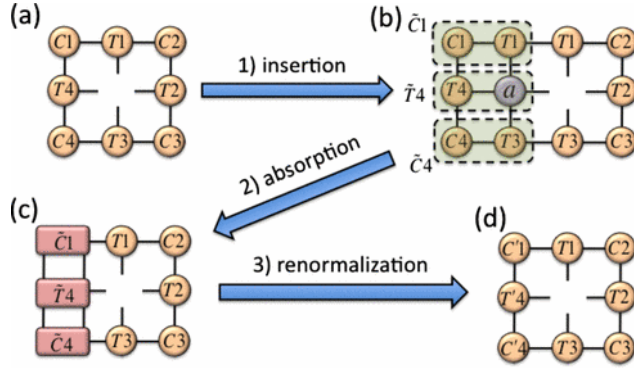 (a)
C1 T1 C2
T4 T2
C4 T3 C3
1) insertion
(b)
C̃1
C1 T1 T1 C2
T̃4
T4 a T2
C4 T3 T3 C3
C̃4
2) absorption
(c)
C̃1 T1 C2
T̃4 T2
C̃4 T3 C3
3) renormalization
(d)
C'1 T1 C2
T'4 T2
C'4 T3 C3